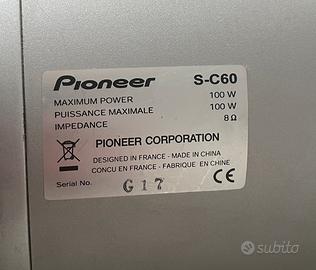 Pioneer S-C60
MAXIMUM POWER 100 W
PUISSANCE MAXIMALE 100 W
IMPEDANCE 8 Ω
PIONEER CORPORATION
DESIGNED IN FRANCE - MADE IN CHINA
CONCU EN FRANCE - FABRIQUE EN CHINE
Serial No. G17 CE
subito